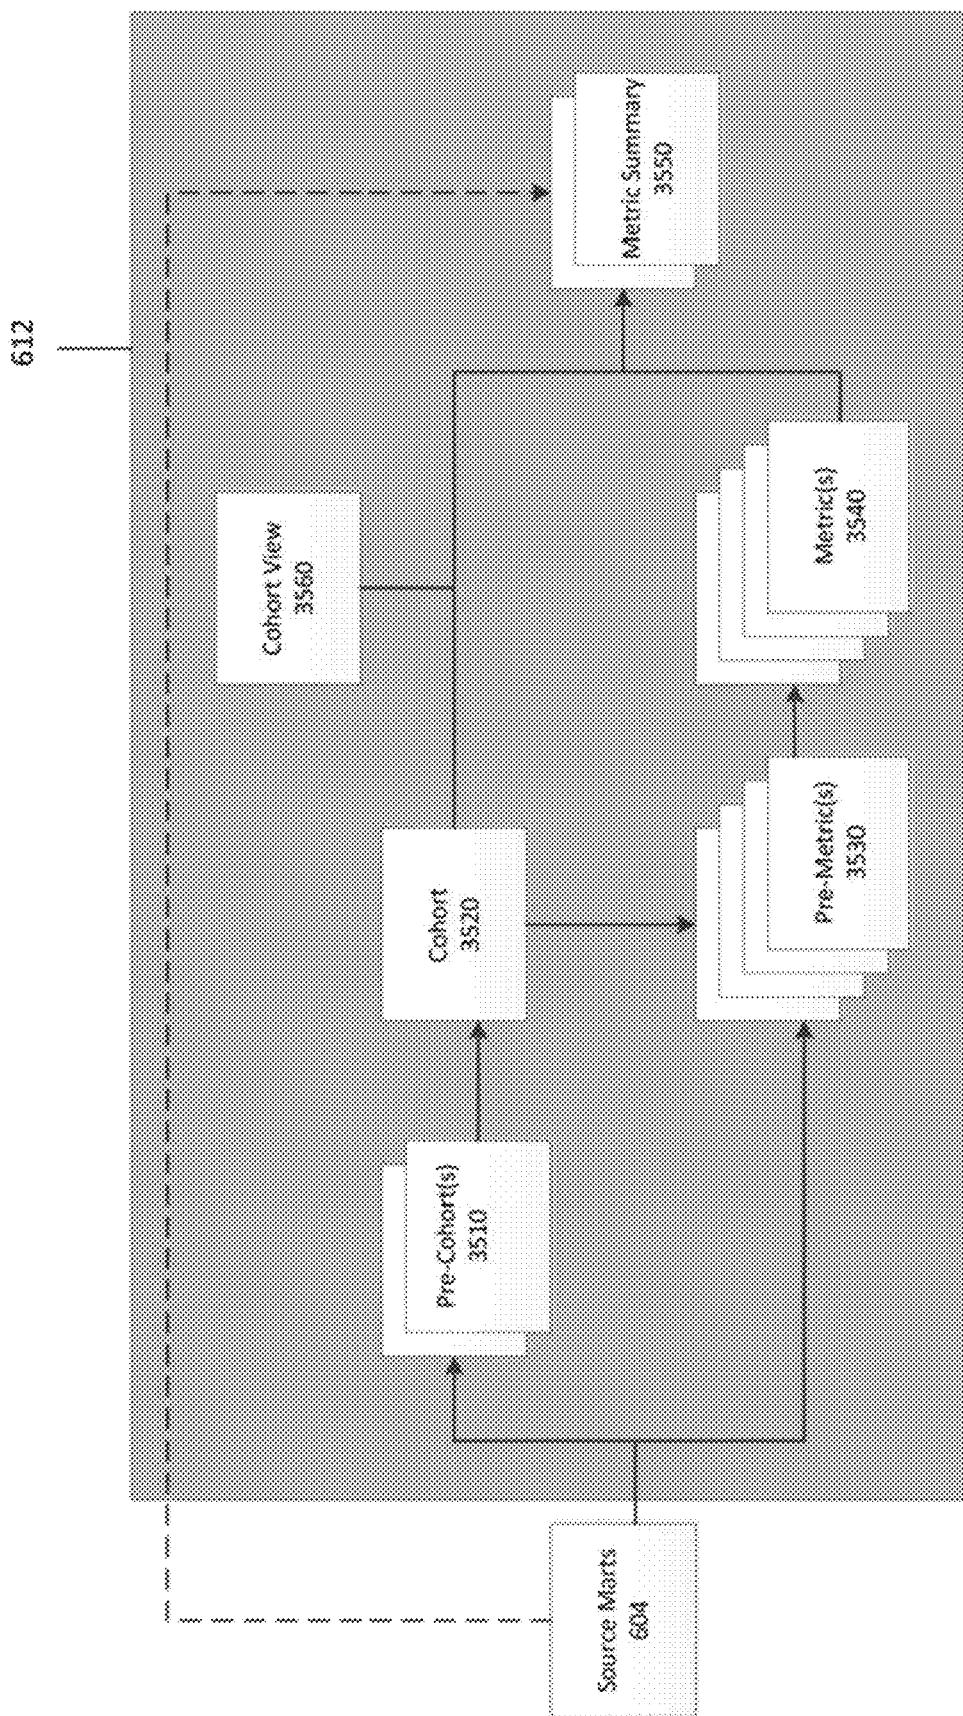 612
Cohort View
3560
Metric Summary
3550
Pre-Cohort(s)
3510
Cohort
3520
Source Marts
604
Pre-Metric(s)
3530
Metric(s)
3540